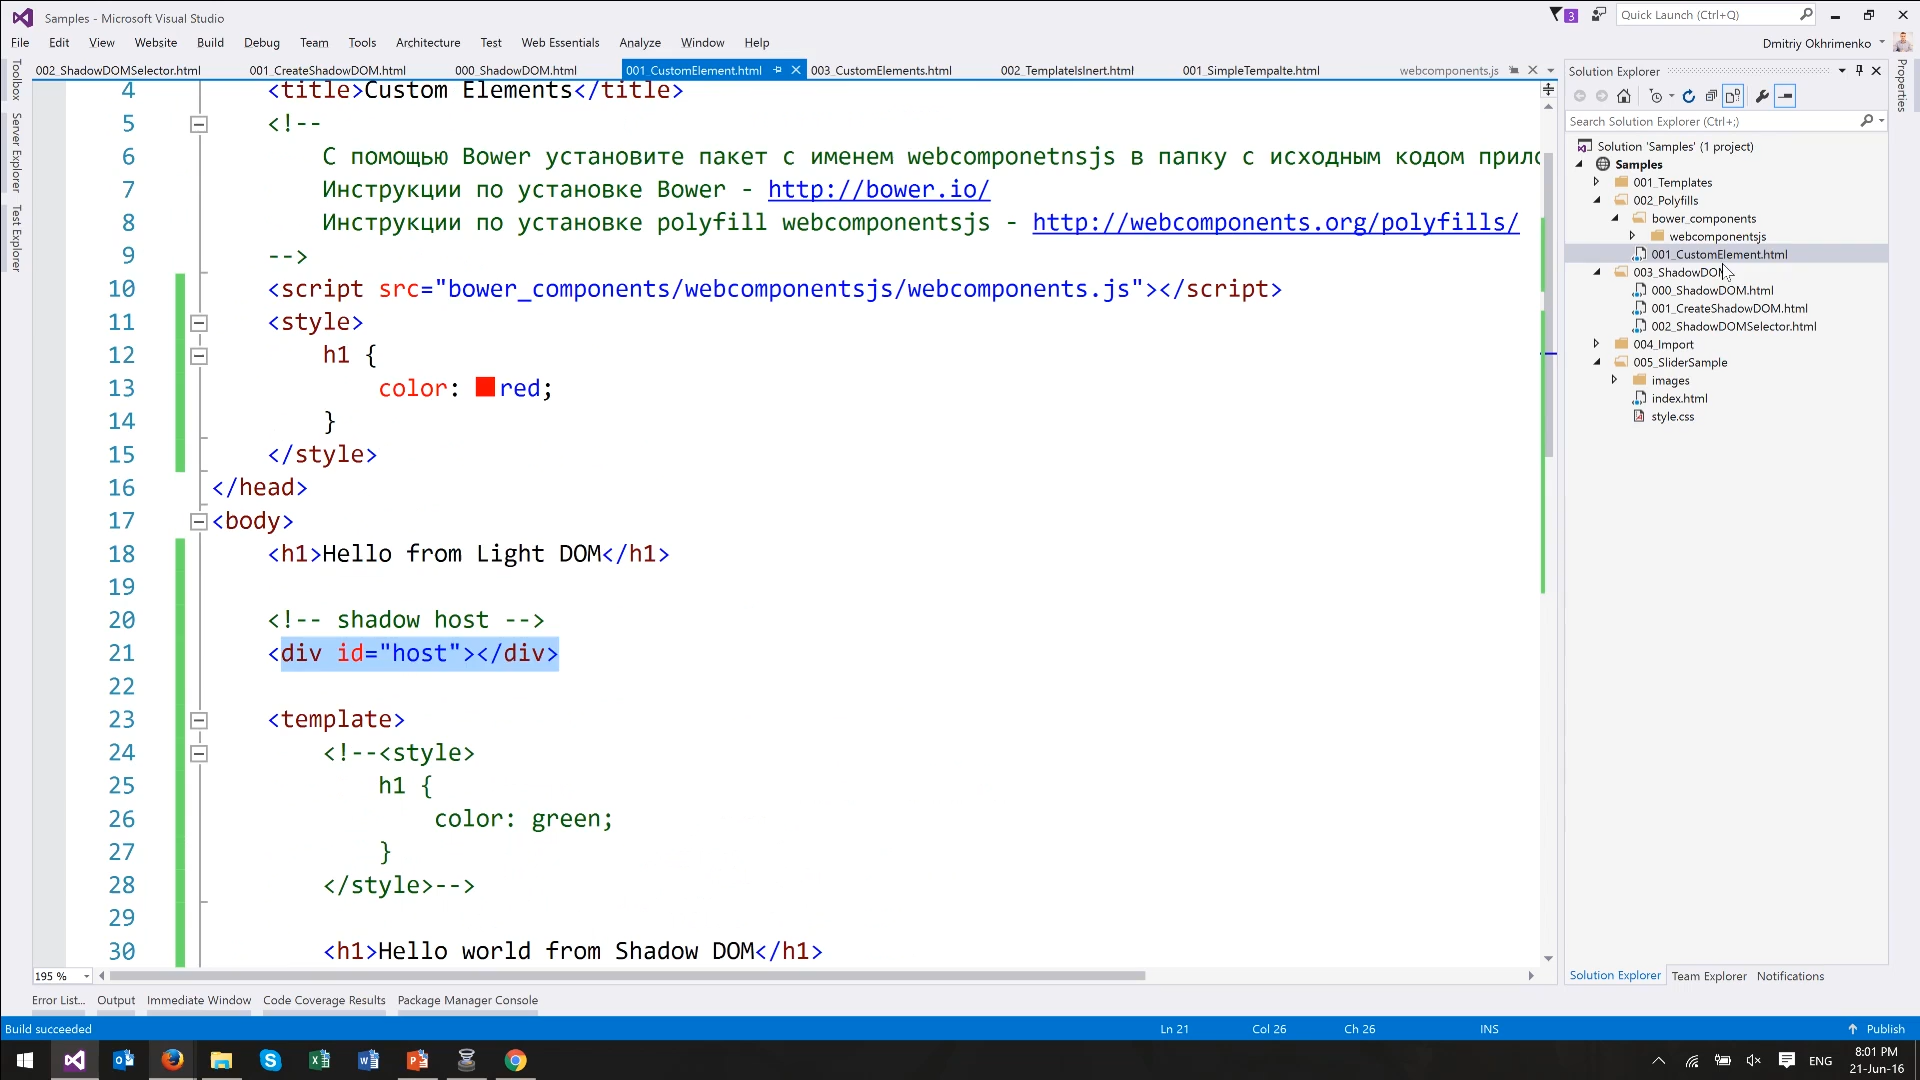 Samples - Microsoft Visual Studio
3
Quick Launch (Ctrl+Q)
File Edit View Website Build Debug Team Tools Architecture Test Web Essentials Analyze Window Help
Dmitriy Okhrimenko
002_ShadowDOMSelector.html 001_CreateShadowDOM.html 000_ShadowDOM.html 001_CustomElement.html 003_CustomElements.html 002_TemplateIsInert.html 001_SimpleTempalte.html webcomponents.js
Toolbox
Server Explorer
Test Explorer
4 <title>Custom Elements</title>
5 <!--
6 С помощью Bower установите пакет с именем webcomponetnsjs в папку с исходным кодом прило
7 Инструкции по установке Bower - http://bower.io/
8 Инструкции по установке polyfill webcomponentsjs - http://webcomponents.org/polyfills/
9 -->
10 <script src="bower_components/webcomponentsjs/webcomponents.js"></script>
11 <style>
12 h1 {
13 color: red;
14 }
15 </style>
16 </head>
17 <body>
18 <h1>Hello from Light DOM</h1>
19
20 <!-- shadow host -->
21 <div id="host"></div>
22
23 <template>
24 <!--<style>
25 h1 {
26 color: green;
27 }
28 </style>-->
29
30 <h1>Hello world from Shadow DOM</h1>
195 %
Solution Explorer
Search Solution Explorer (Ctrl+;)
Solution 'Samples' (1 project)
Samples
001_Templates
002_Polyfills
bower_components
webcomponentsjs
001_CustomElement.html
003_ShadowDOM
000_ShadowDOM.html
001_CreateShadowDOM.html
002_ShadowDOMSelector.html
004_Import
005_SliderSample
images
index.html
style.css
Properties
Solution Explorer Team Explorer Notifications
Error List... Output Immediate Window Code Coverage Results Package Manager Console
Build succeeded Ln 21 Col 26 Ch 26 INS Publish
ENG
8:01 PM
21-Jun-16